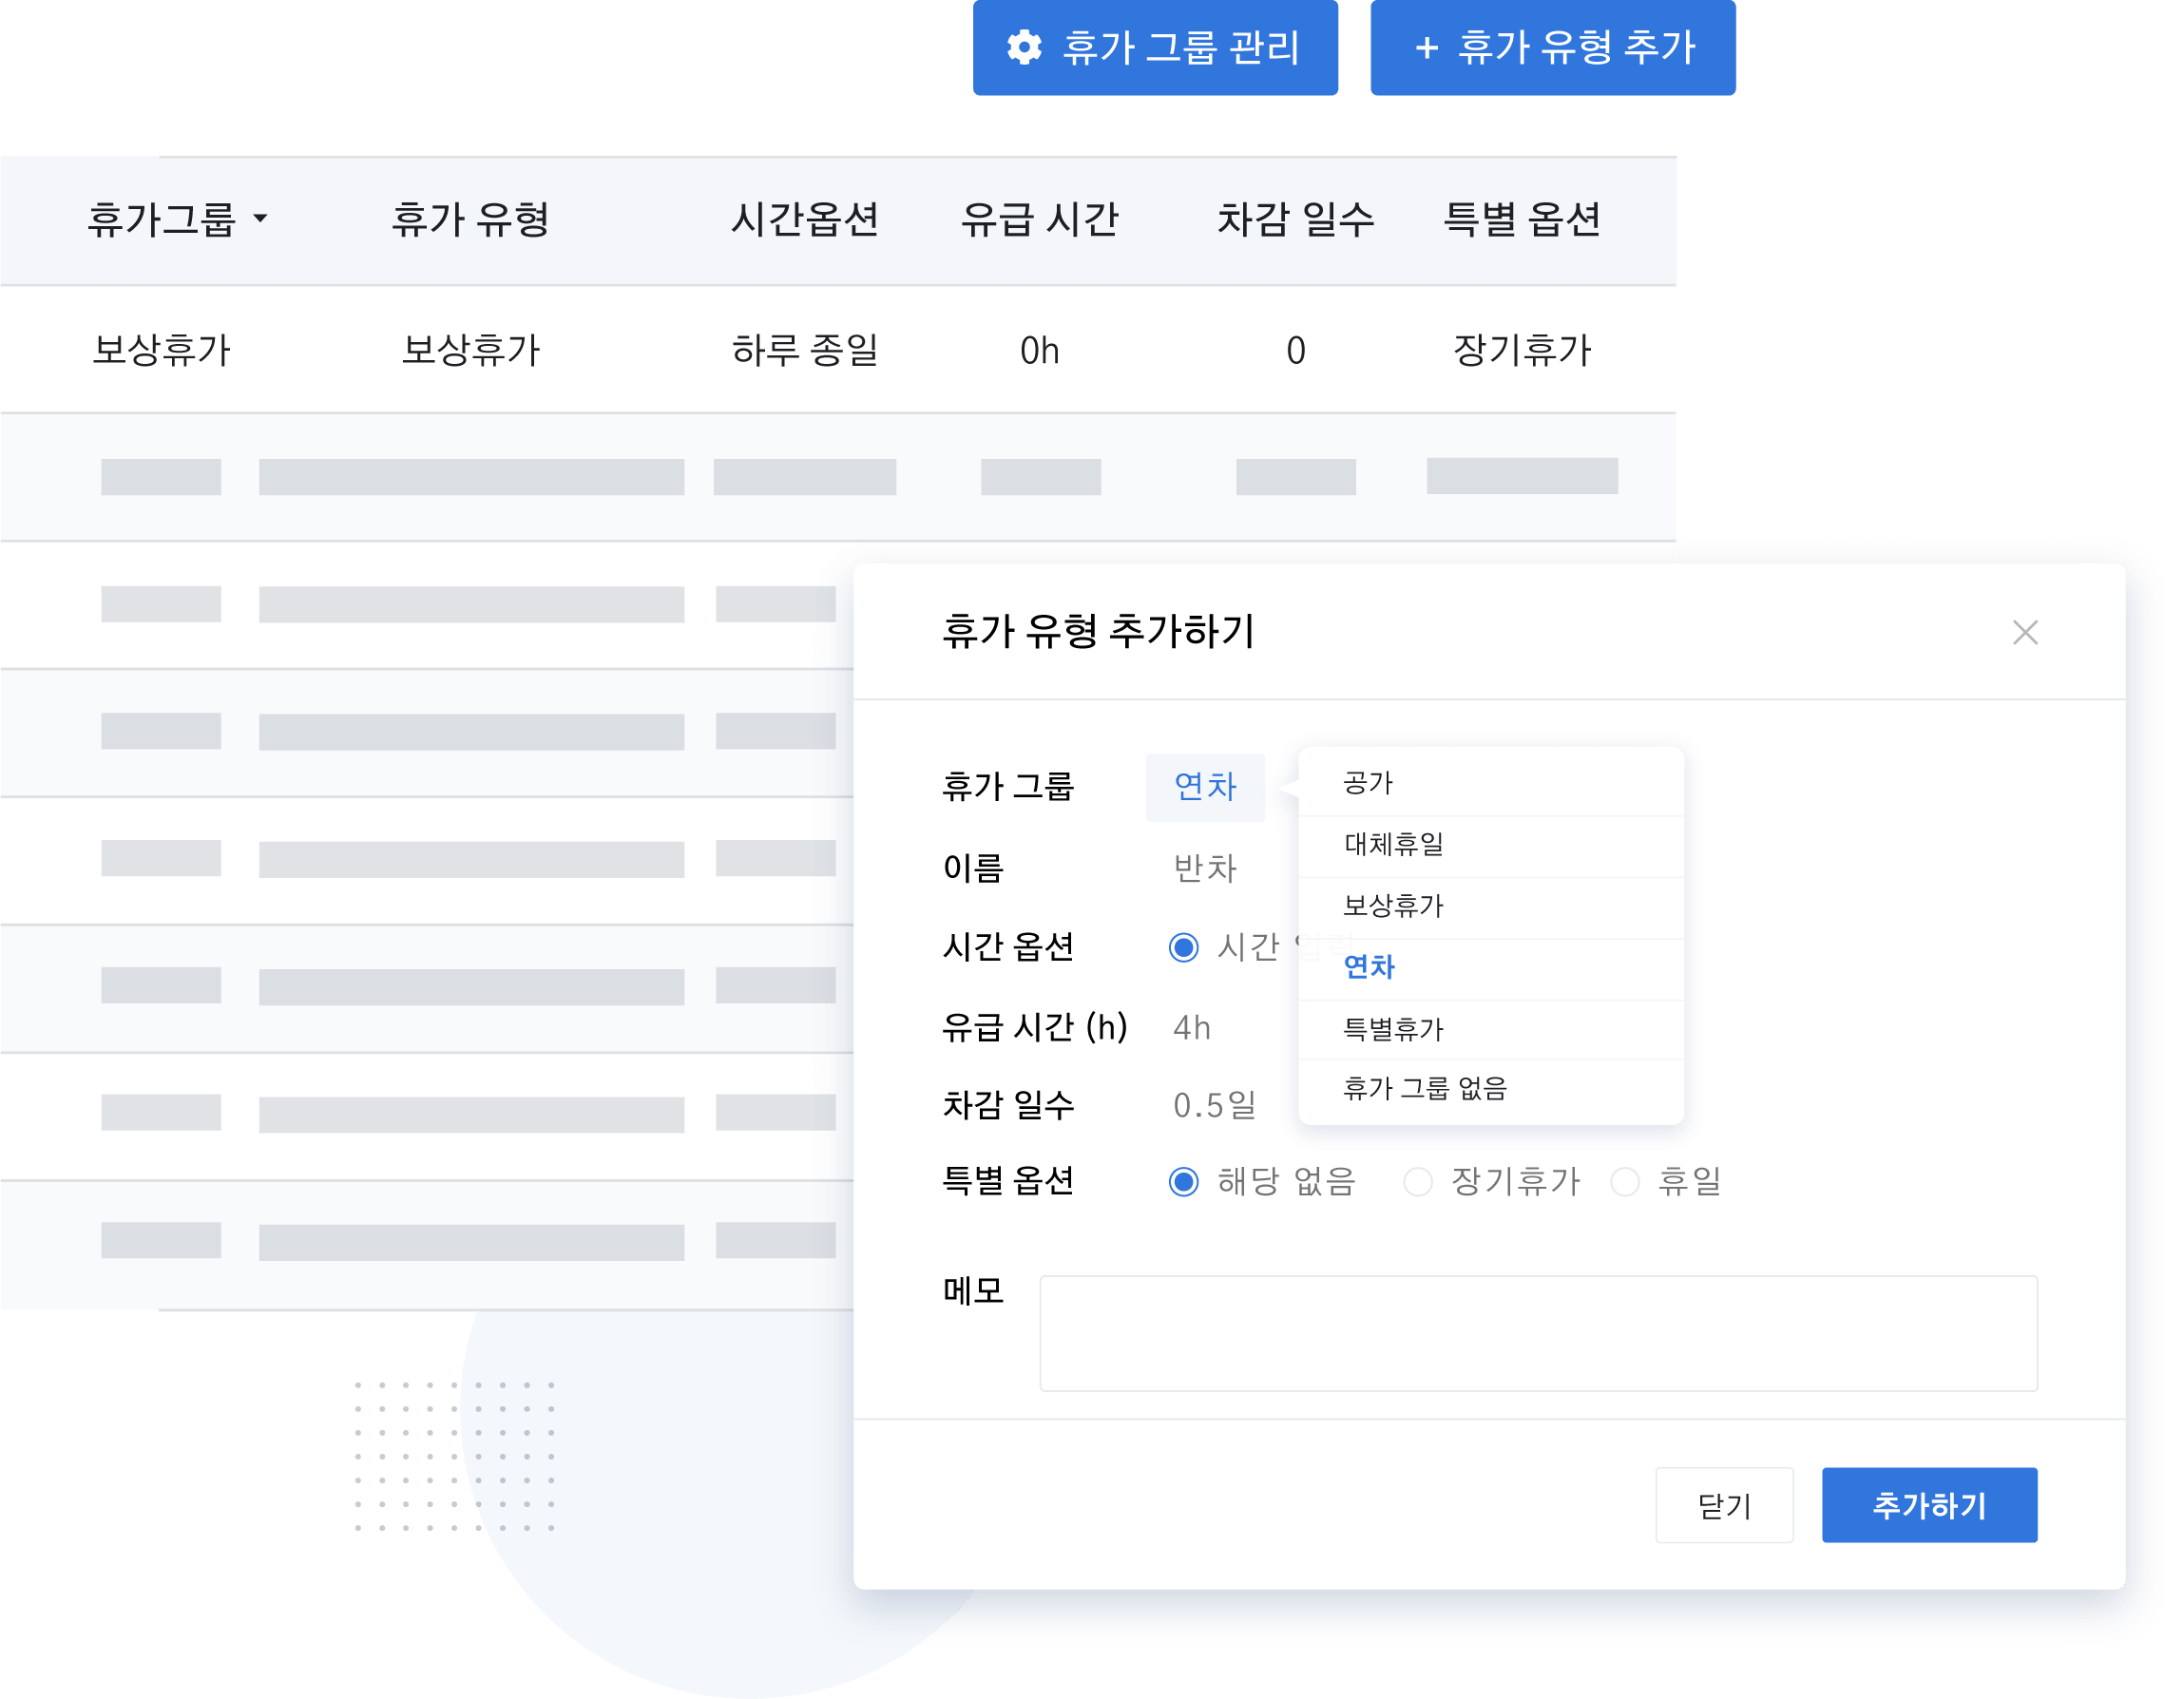 휴가그룹 관리
+ 휴가 유형 추가
휴가그룹 휴가 유형 시간옵션 유급 시간 차감 일수 특별 옵션
보상휴가 보상휴가 하루 종일 0h 0 장기휴가
휴가 유형 추가하기
휴가 그룹 연차
이름 반차
시간 옵션 시간
유급 시간 (h) 4h
차감 일수 0.5일
특별 옵션 해당 없음 장기휴가 휴일
공가
대체휴일
보상휴가
연차
특별휴가
휴가 그룹 없음
메모
닫기 추가하기